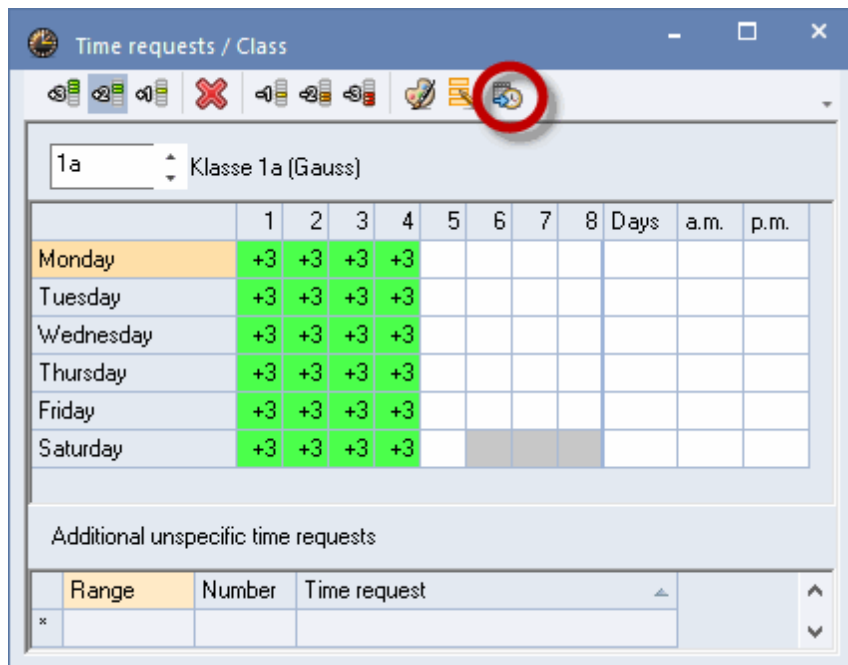 Time requests / Class
1a Klasse 1a (Gauss)
1 2 3 4 5 6 7 8 Days a.m. p.m.
Monday +3 +3 +3 +3
Tuesday +3 +3 +3 +3
Wednesday +3 +3 +3 +3
Thursday +3 +3 +3 +3
Friday +3 +3 +3 +3
Saturday +3 +3 +3 +3
Additional unspecific time requests
Range Number Time request
*